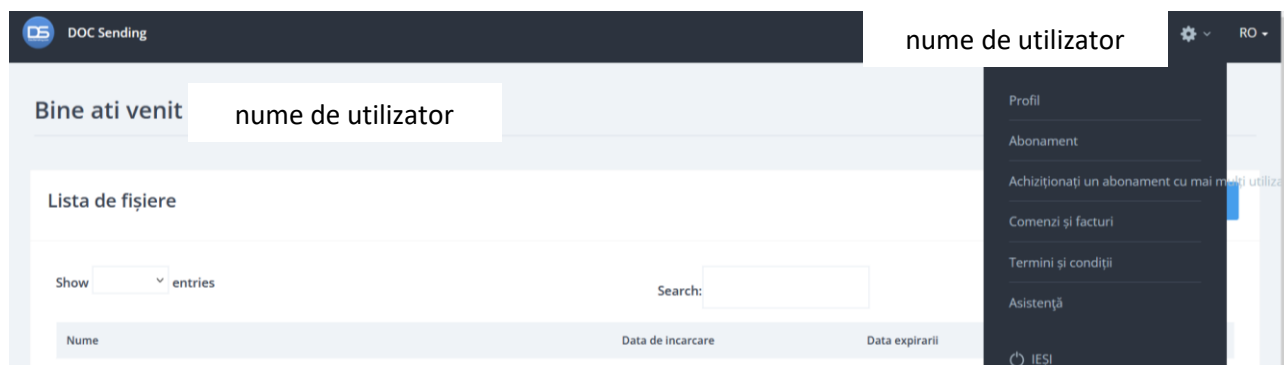 DS DOC Sending nume de utilizator RO
Bine ati venit nume de utilizator
Profil
Abonament
Achiziționați un abonament cu mai mulți utiliza
Comenzi și facturi
Termini și condiții
Asistenţă
IESI
Lista de fișiere
Show entries
Search:
Nume Data de incarcare Data expirarii